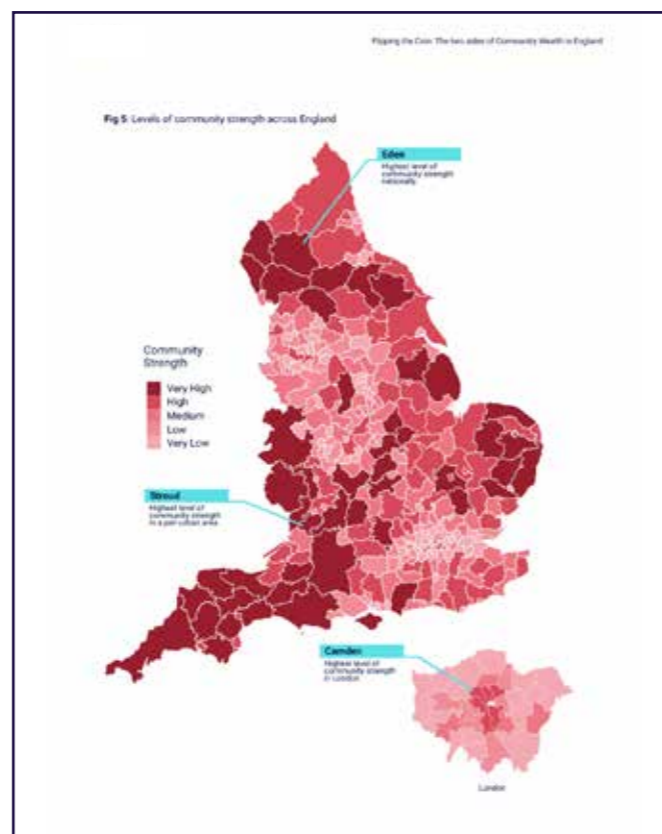 Flipping the Coin: The two sides of Community Wealth in England
Fig 5: Levels of community strength across England
Eden
Highest level of
community strength
nationally
Community
Strength
Very High
High
Medium
Low
Very Low
Stroud
Highest level of
community strength
in a peri-urban area
Camden
Highest level of
community strength
in London
London